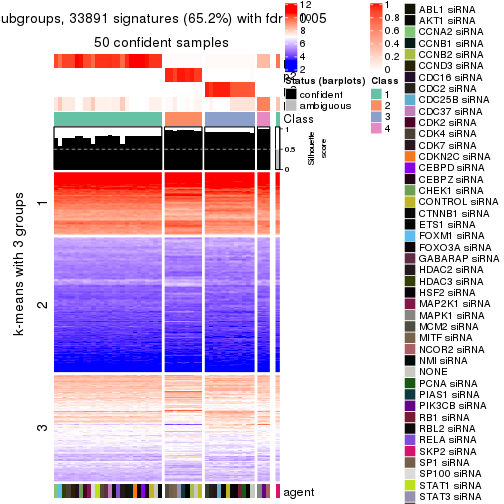 ubgroups, 33891 signatures (65.2%) with fdr 0.05
50 confident samples
12
10
8
6
4
2
1
0.8
0.6
0.4
0.2
0
Status (barplots)
confident
ambiguous
Class
1
2
3
4
Class
1
0.5
0
Silhouette
score
k-means with 3 groups
1
2
3
agent
ABL1 siRNA
AKT1 siRNA
CCNA2 siRNA
CCNB1 siRNA
CCNB2 siRNA
CCND3 siRNA
CDC16 siRNA
CDC2 siRNA
CDC25B siRNA
CDC37 siRNA
CDK2 siRNA
CDK4 siRNA
CDK7 siRNA
CDKN2C siRNA
CEBPD siRNA
CEBPZ siRNA
CHEK1 siRNA
CONTROL siRNA
CTNNB1 siRNA
ETS1 siRNA
FOXM1 siRNA
FOXO3A siRNA
GABARAP siRNA
HDAC2 siRNA
HDAC3 siRNA
HSF2 siRNA
MAP2K1 siRNA
MAPK1 siRNA
MCM2 siRNA
MITF siRNA
NCOR2 siRNA
NMI siRNA
NONE
PCNA siRNA
PIAS1 siRNA
PIK3CB siRNA
RB1 siRNA
RBL2 siRNA
RELA siRNA
SKP2 siRNA
SP1 siRNA
SP100 siRNA
STAT1 siRNA
STAT3 siRNA